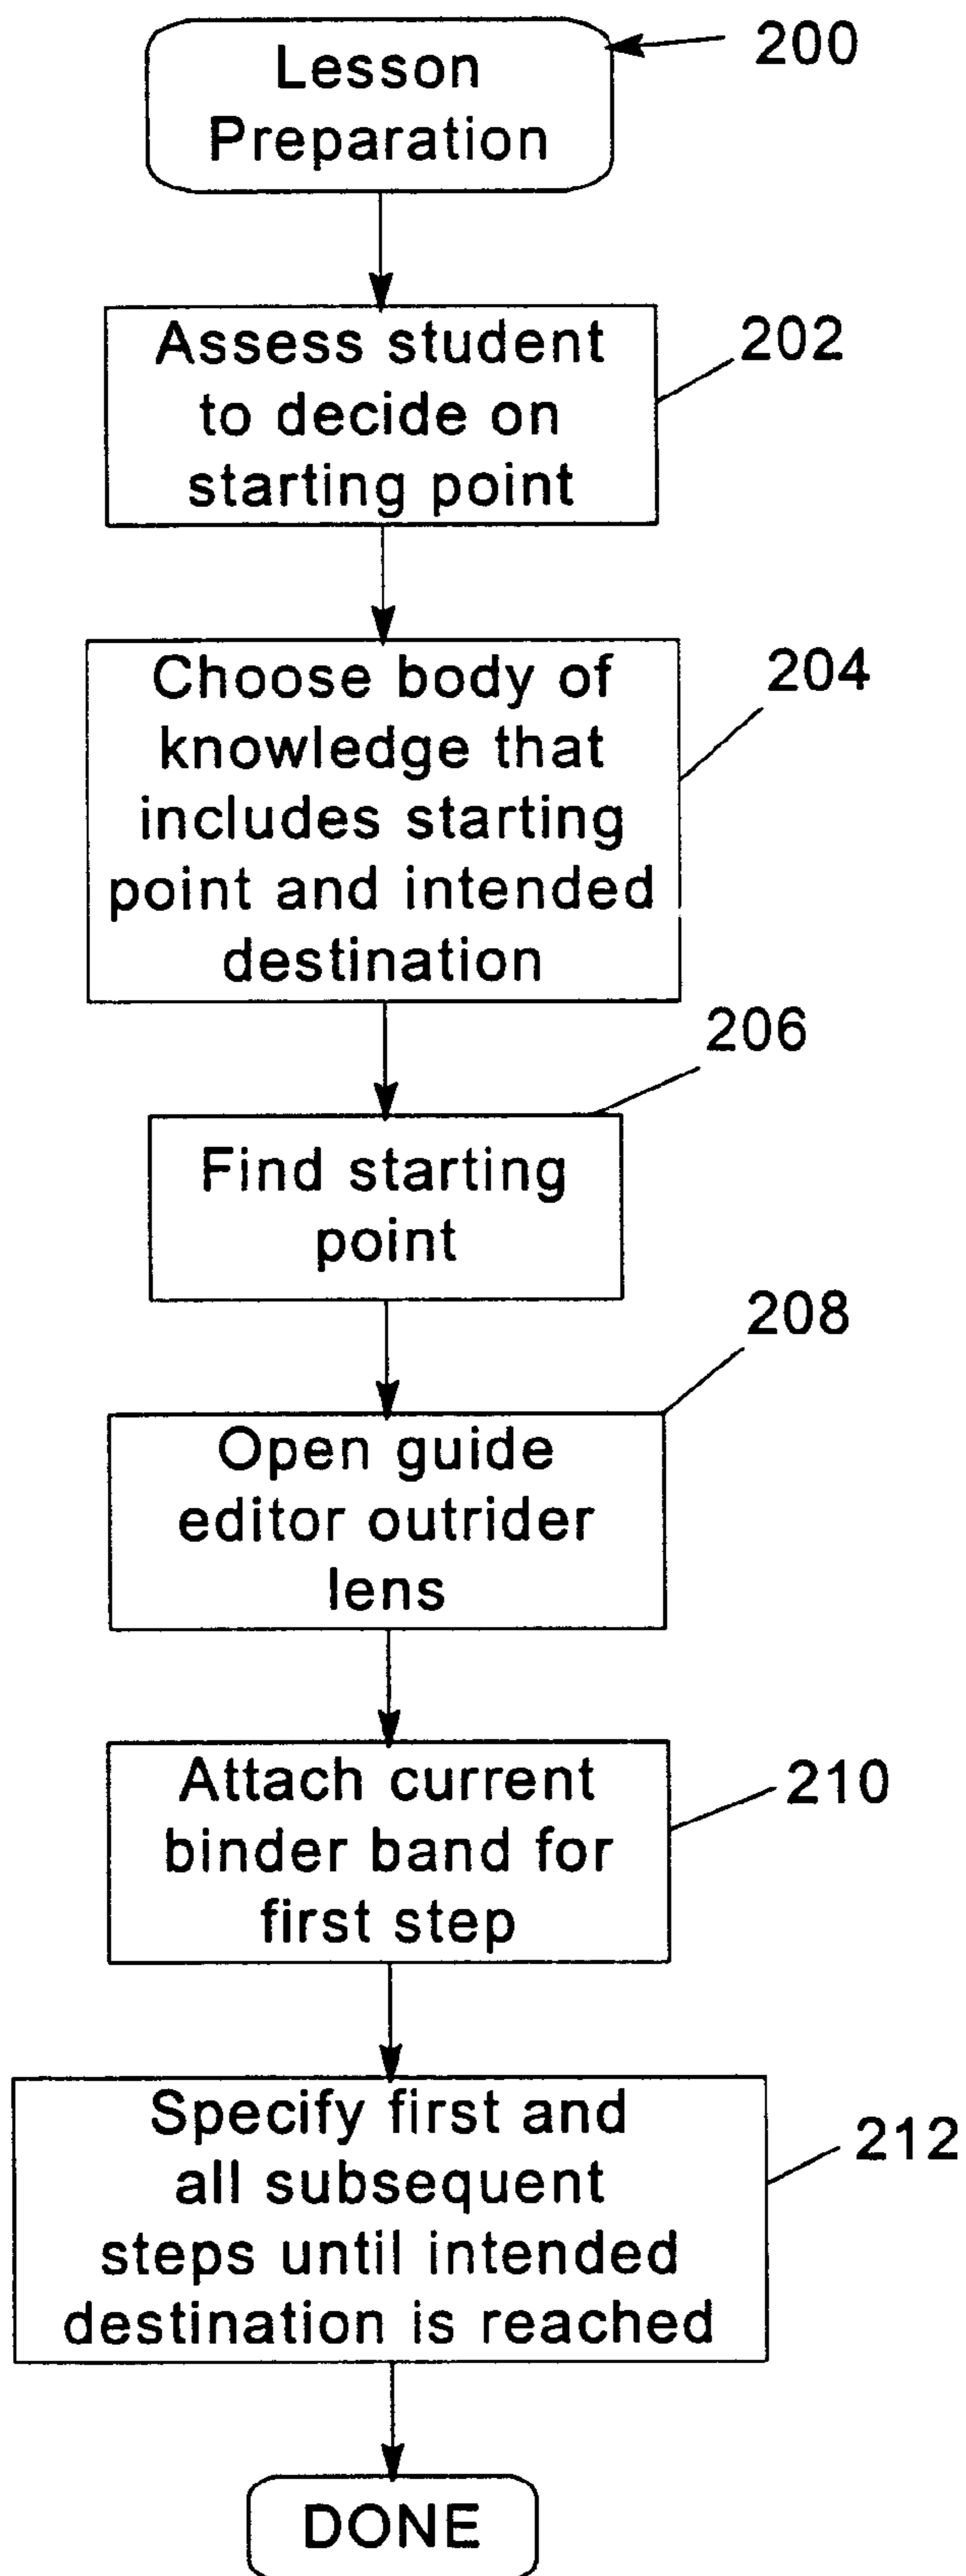 Lesson
Preparation
200
Assess student
to decide on
starting point
202
Choose body of
knowledge that
includes starting
point and intended
destination
204
206
Find starting
point
208
Open guide
editor outrider
lens
Attach current
binder band for
first step
210
Specify first and
all subsequent
steps until intended
destination is reached
212
DONE